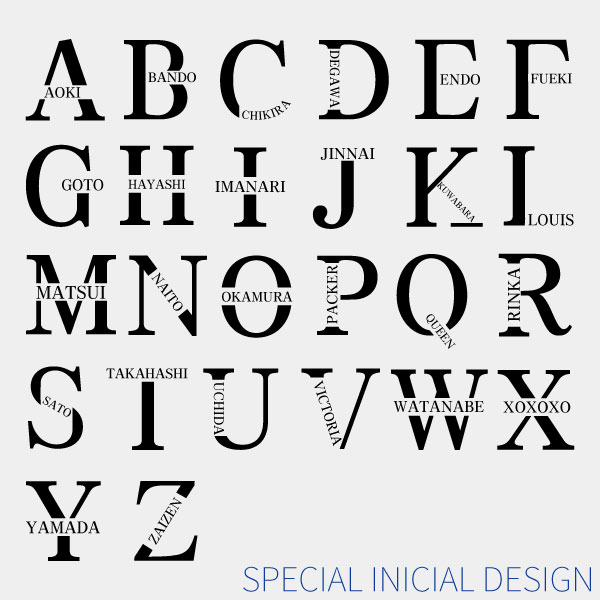 A B C D E F
AOKI BANDO CHIKIRA IDEGAWA ENDO FUEKI
G H I J K L
GOTO HAYASHI IMANARI JINNAI KUWABARA LOUIS
M N O P Q R
MATSUI NAITO OKAMURA PACKER QUEEN RINKA
S T U V W X
SATO TAKAHASHI UCHIDA VICTORIA WATANABE XOXOXO
Y Z
YAMADA ZAIZEN
SPECIAL INICIAL DESIGN